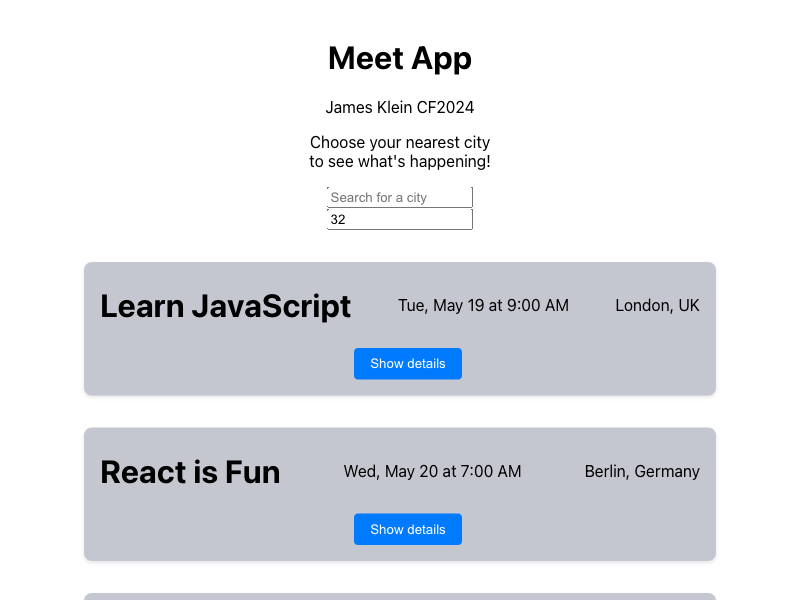 Meet App
James Klein CF2024
Choose your nearest city
to see what's happening!
Search for a city
32
Learn JavaScript
Tue, May 19 at 9:00 AM
London, UK
Show details
React is Fun
Wed, May 20 at 7:00 AM
Berlin, Germany
Show details